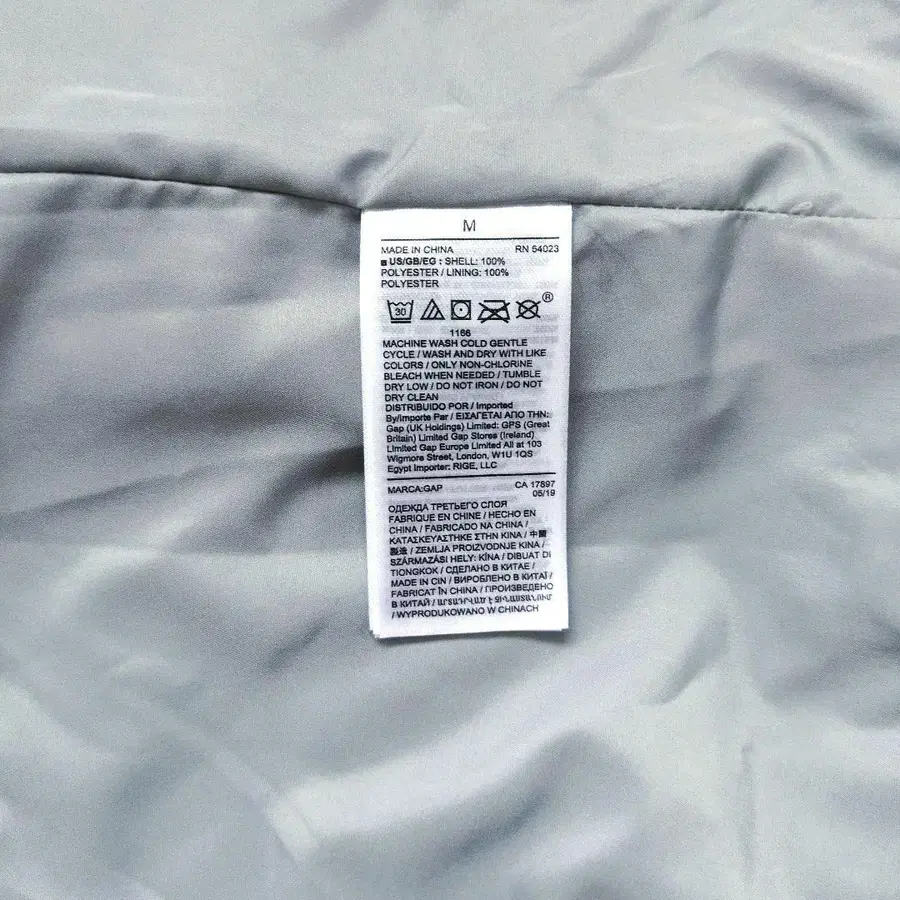 M
MADE IN CHINA RN 54023
US/GB/EG : SHELL: 100%
POLYESTER / LINING: 100%
POLYESTER
30 ®
1166
MACHINE WASH COLD GENTLE
CYCLE / WASH AND DRY WITH LIKE
COLORS / ONLY NON-CHLORINE
BLEACH WHEN NEEDED / TUMBLE
DRY LOW / DO NOT IRON / DO NOT
DRY CLEAN
DISTRIBUIDO POR / Imported
By/Importe Par / ΕΙΣΑΓΕΤΑΙ ΑΠΟ ΤΗΝ:
Gap (UK Holdings) Limited: GPS (Great
Britain) Limited Gap Stores (Ireland)
Limited Gap Europe Limited All at 103
Wigmore Street, London, W1U 1QS
Egypt Importer: RIGE, LLC
MARCA:GAP CA 17897
05/19
ОДЕЖДА ТРЕТЬЕГО СЛОЯ
FABRIQUE EN CHINE / HECHO EN
CHINA / FABRICADO NA CHINA /
ΚΑΤΑΣΚΕΥΑΣΤΗΚΕ ΣΤΗΝ ΚΙΝΑ / 中國
製造 / ZEMLJA PROIZVODNJE KINA /
SZÁRMAZÁSI HELY: KÍNA / DIBUAT DI
TIONGKOK / СДЕЛАНО В КИТАЕ /
MADE IN CIN / ВИРОБЛЕНО В КИТАЇ /
FABRICAT ÎN CHINA / ПРОИЗВЕДЕНО
В КИТАЙ /
/ WYPRODUKOWANO W CHINACH